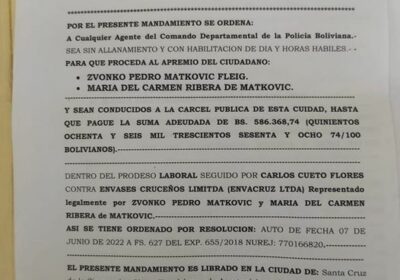 POR EL PRESENTE MANDAMIENTO SE ORDENA:
A Cualquier Agente del Comando Departamental de la Policía Boliviana.-
SEA SIN ALLANAMIENTO Y CON HABILITACION DE DIA Y HORAS HABILES.- -
PARA QUE PROCEDA AL APREMIO DEL CIUDADANO:
• ZVONKO PEDRO MATKOVIC FLEIG.
• MARIA DEL CARMEN RIBERA DE MATKOVIC.
Y SEAN CONDUCIDOS A LA CARCEL PUBLICA DE ESTA CUIDAD, HASTA
QUE PAGUE LA SUMA ADEUDADA DE BS. 586.368,74 (QUINIENTOS
OCHENTA Y SEIS MIL TRESCIENTOS SESENTA Y OCHO 74/100
BOLIVIANOS).
DENTRO DEL PRODESO LABORAL SEGUIDO POR CARLOS CUETO FLORES
CONTRA ENVASES CRUCEÑOS LIMITDA (ENVACRUZ LTDA) Representado
legalmente por ZVONKO PEDRO MATKOVIC y MARIA DEL CARMEN
RIBERA DE MATKOVIC.
ASI SE TIENE ORDENADO POR RESOLUCION: AUTO DE FECHA 07 DE
JUNIO DE 2022 A FS. 627 DEL EXP. 655/2018 NUREJ: 770166820,
EL PRESENTE MANDAMIENTO ES LIBRADO EN LA CIUDAD DE: Santa Cruz